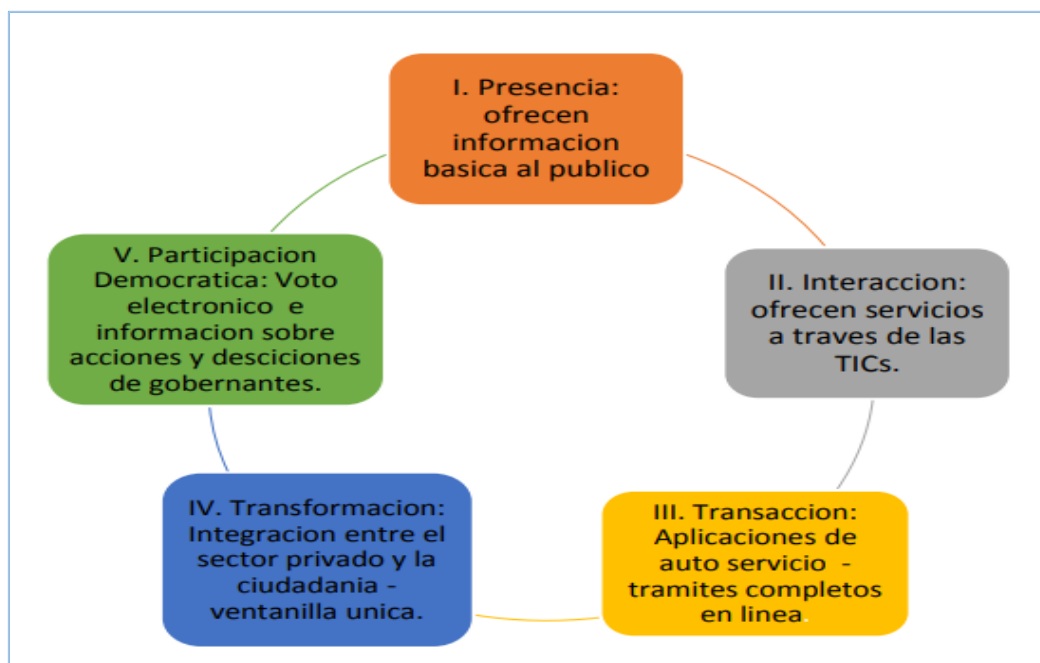 I. Presencia:
ofrecen
informacion
basica al publico
II. Interaccion:
ofrecen servicios
a traves de las
TICs.
III. Transaccion:
Aplicaciones de
auto servicio -
tramites completos
en linea.
IV. Transformacion:
Integracion entre el
sector privado y la
ciudadania -
ventanilla unica.
V. Participacion
Democratica: Voto
electronico e
informacion sobre
acciones y desciciones
de gobernantes.